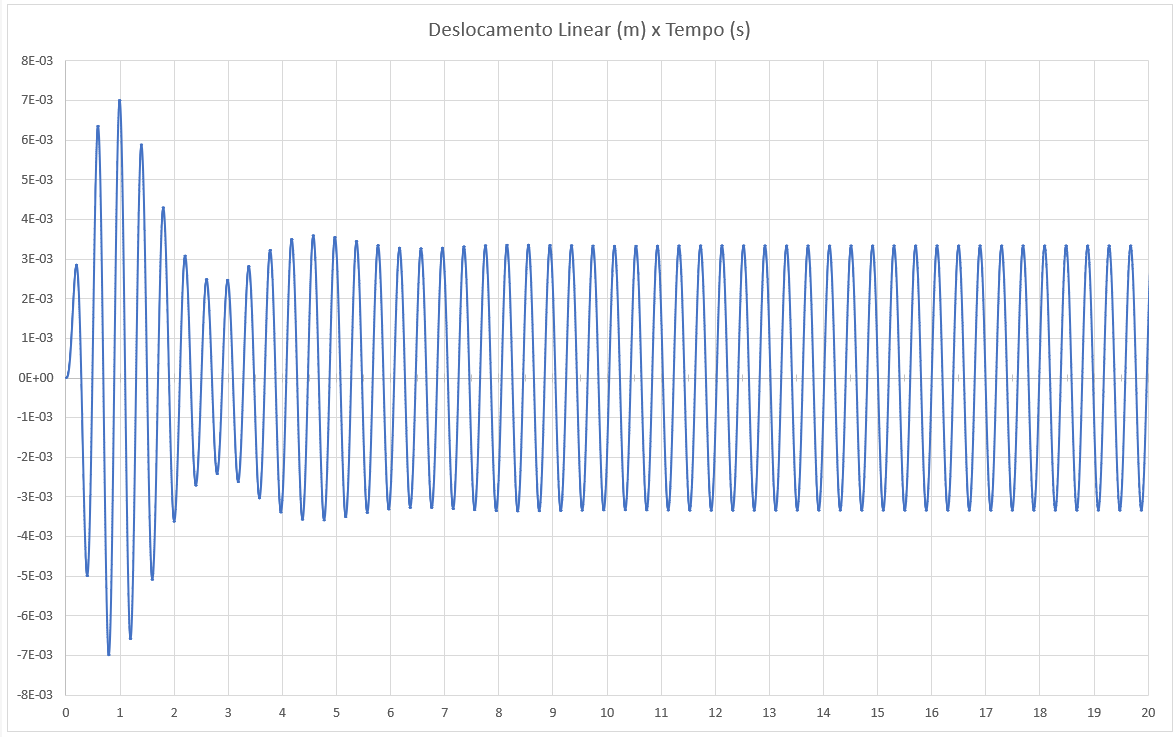 Deslocamento Linear (m) x Tempo (s)
8E-03
7E-03
6E-03
5E-03
4E-03
3E-03
2E-03
1E-03
0E+00
-1E-03
-2E-03
-3E-03
-4E-03
-5E-03
-6E-03
-7E-03
-8E-03
0 1 2 3 4 5 6 7 8 9 10 11 12 13 14 15 16 17 18 19 20